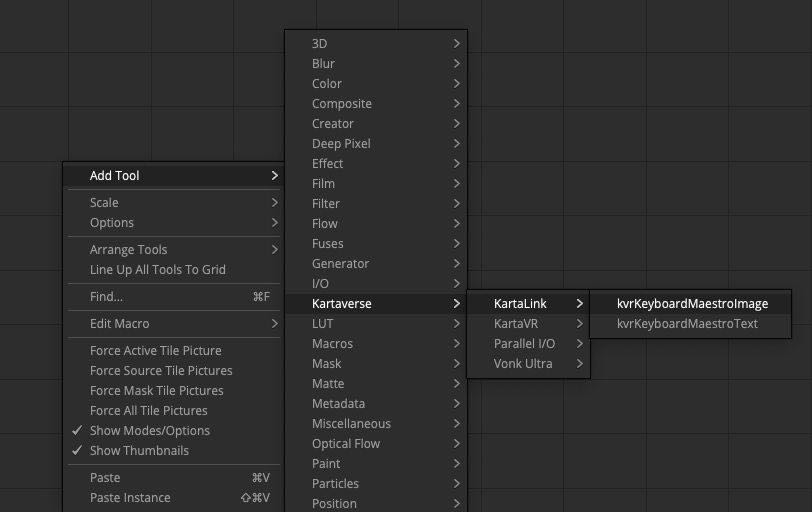 Add Tool
Scale
Options
Arrange Tools
Line Up All Tools To Grid
Find... ⌘F
Edit Macro
Force Active Tile Picture
Force Source Tile Pictures
Force Mask Tile Pictures
Force All Tile Pictures
✓ Show Modes/Options
✓ Show Thumbnails
Paste ⌘V
Paste Instance ⇧⌘V
3D
Blur
Color
Composite
Creator
Deep Pixel
Effect
Film
Filter
Flow
Fuses
Generator
I/O
Kartaverse
LUT
Macros
Mask
Matte
Metadata
Miscellaneous
Optical Flow
Paint
Particles
Position
KartaLink
KartaVR
Parallel I/O
Vonk Ultra
kvrKeyboardMaestroImage
kvrKeyboardMaestroText